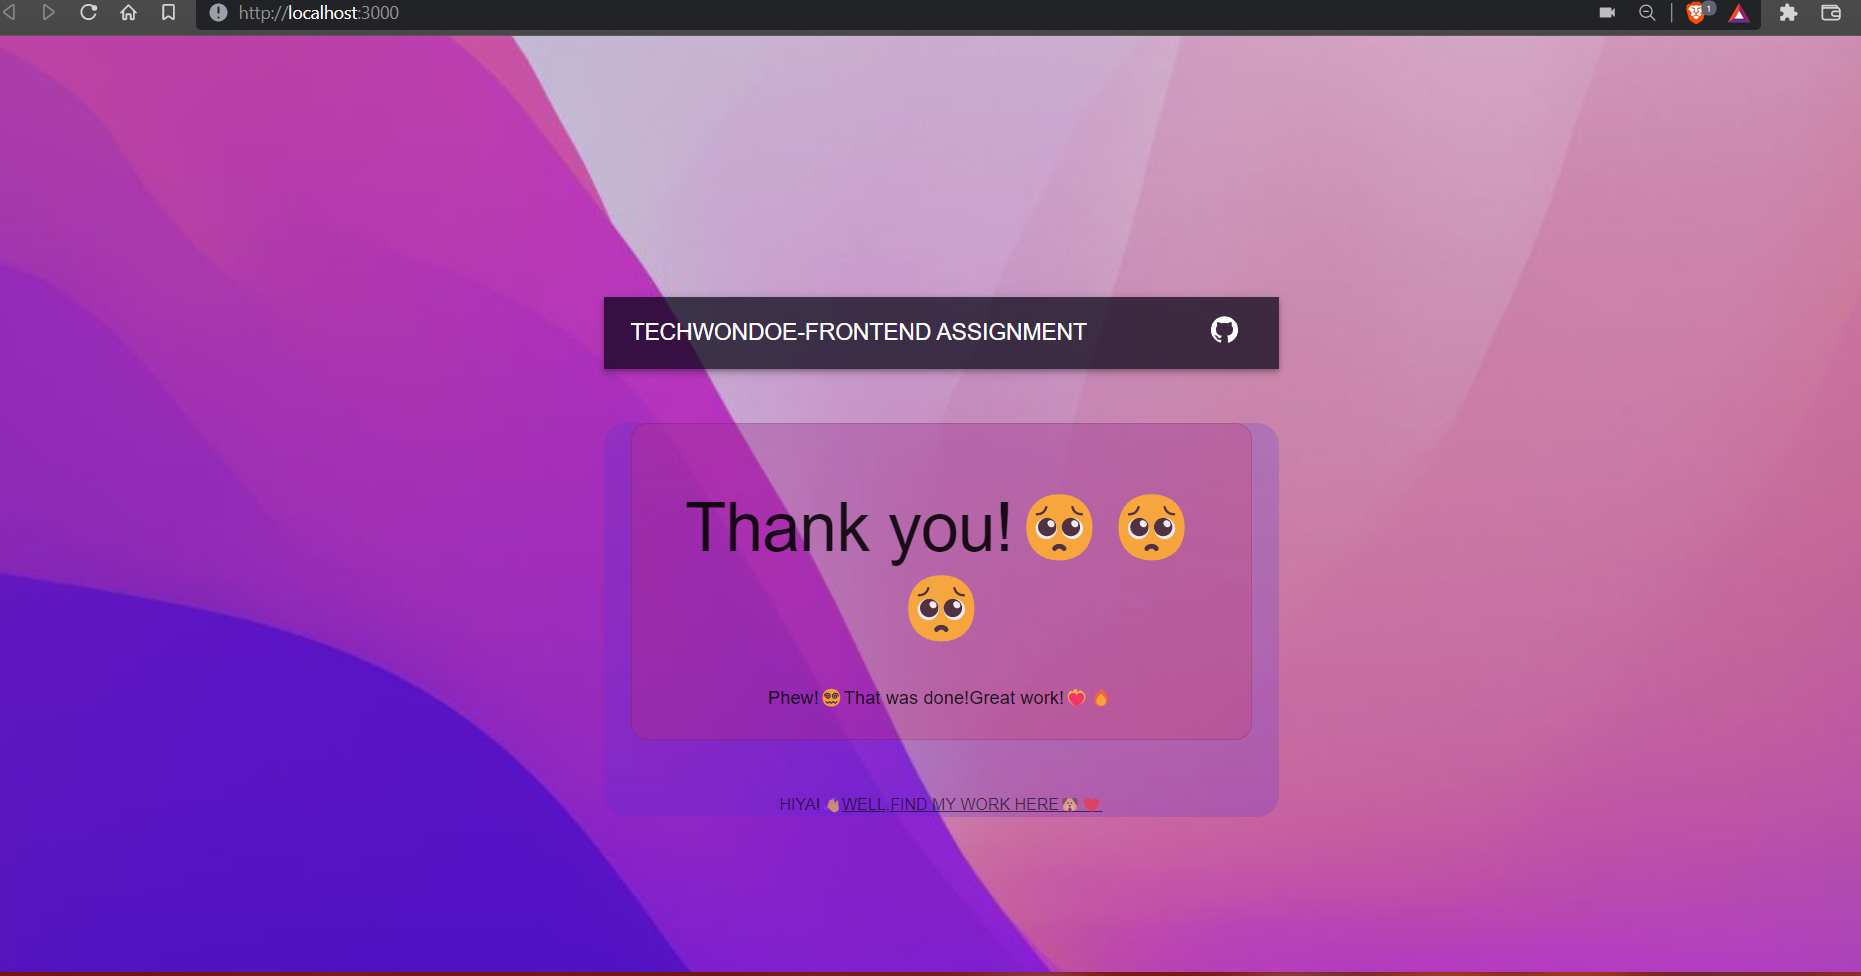 http://localhost:3000
1
TECHWONDOE-FRONTEND ASSIGNMENT
Thank you!🥺 🥺
🥺
Phew!😵‍💫That was done!Great work!❤️‍🔥 🔥
HIYA! 👋WELL,FIND MY WORK HERE🐶 ❤️